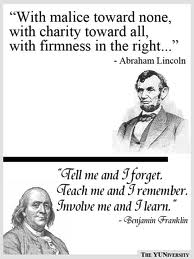 “With malice toward none,
with charity toward all,
with firmness in the right...”
- Abraham Lincoln
“Tell me and I forget.
Teach me and I remember.
Involve me and I learn.”
- Benjamin Franklin
THE YUNIVERSITY